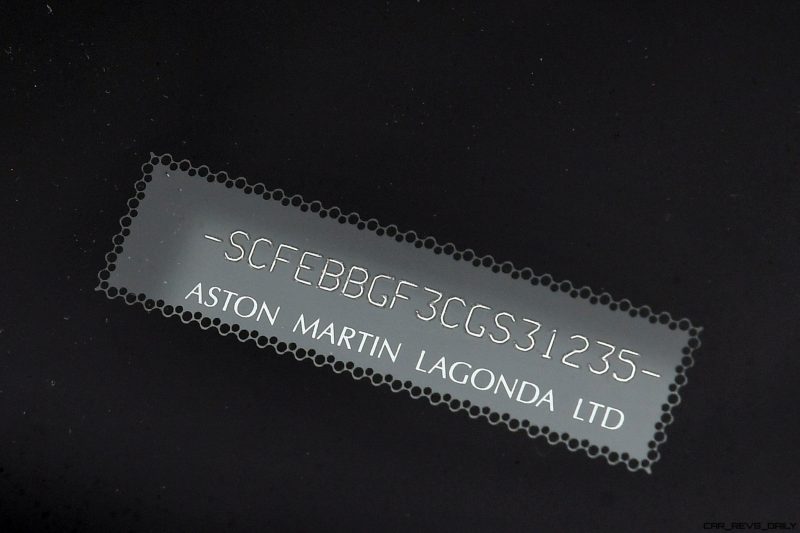 -SCFEBBGF3CGS31235-
ASTON MARTIN LAGONDA LTD
CAR_REVS_DAILY